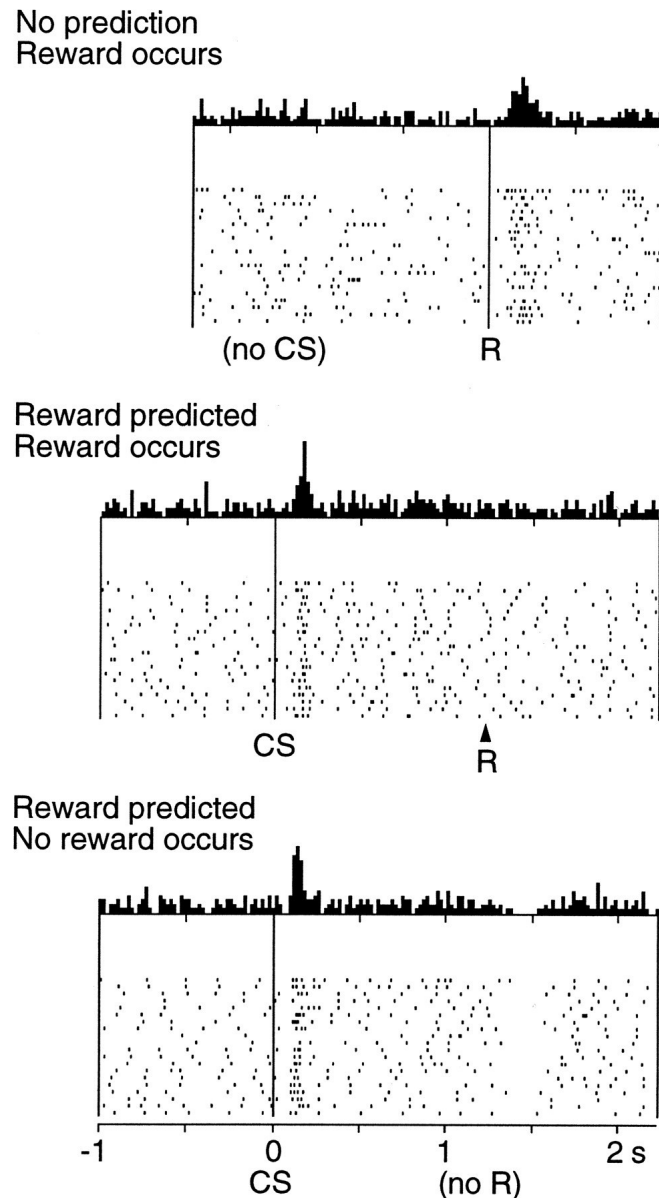 No prediction
Reward occurs
(no CS) R
Reward predicted
Reward occurs
CS
R
Reward predicted
No reward occurs
-1 0 1 2 s
CS (no R)